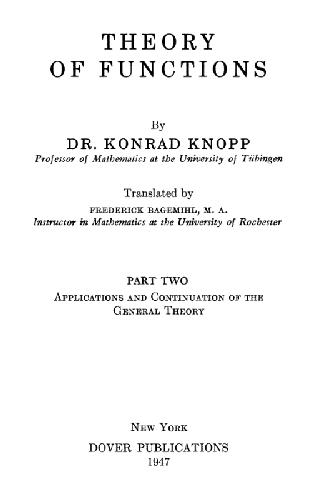 THEORY
OF FUNCTIONS
By
DR. KONRAD KNOPP
Professor of Mathematics at the University of Tübingen
Translated by
FREDERICK BAGEMIHL, M. A.
Instructor in Mathematics at the University of Rochester
PART TWO
APPLICATIONS AND CONTINUATION OF THE
GENERAL THEORY
NEW YORK
DOVER PUBLICATIONS
1947